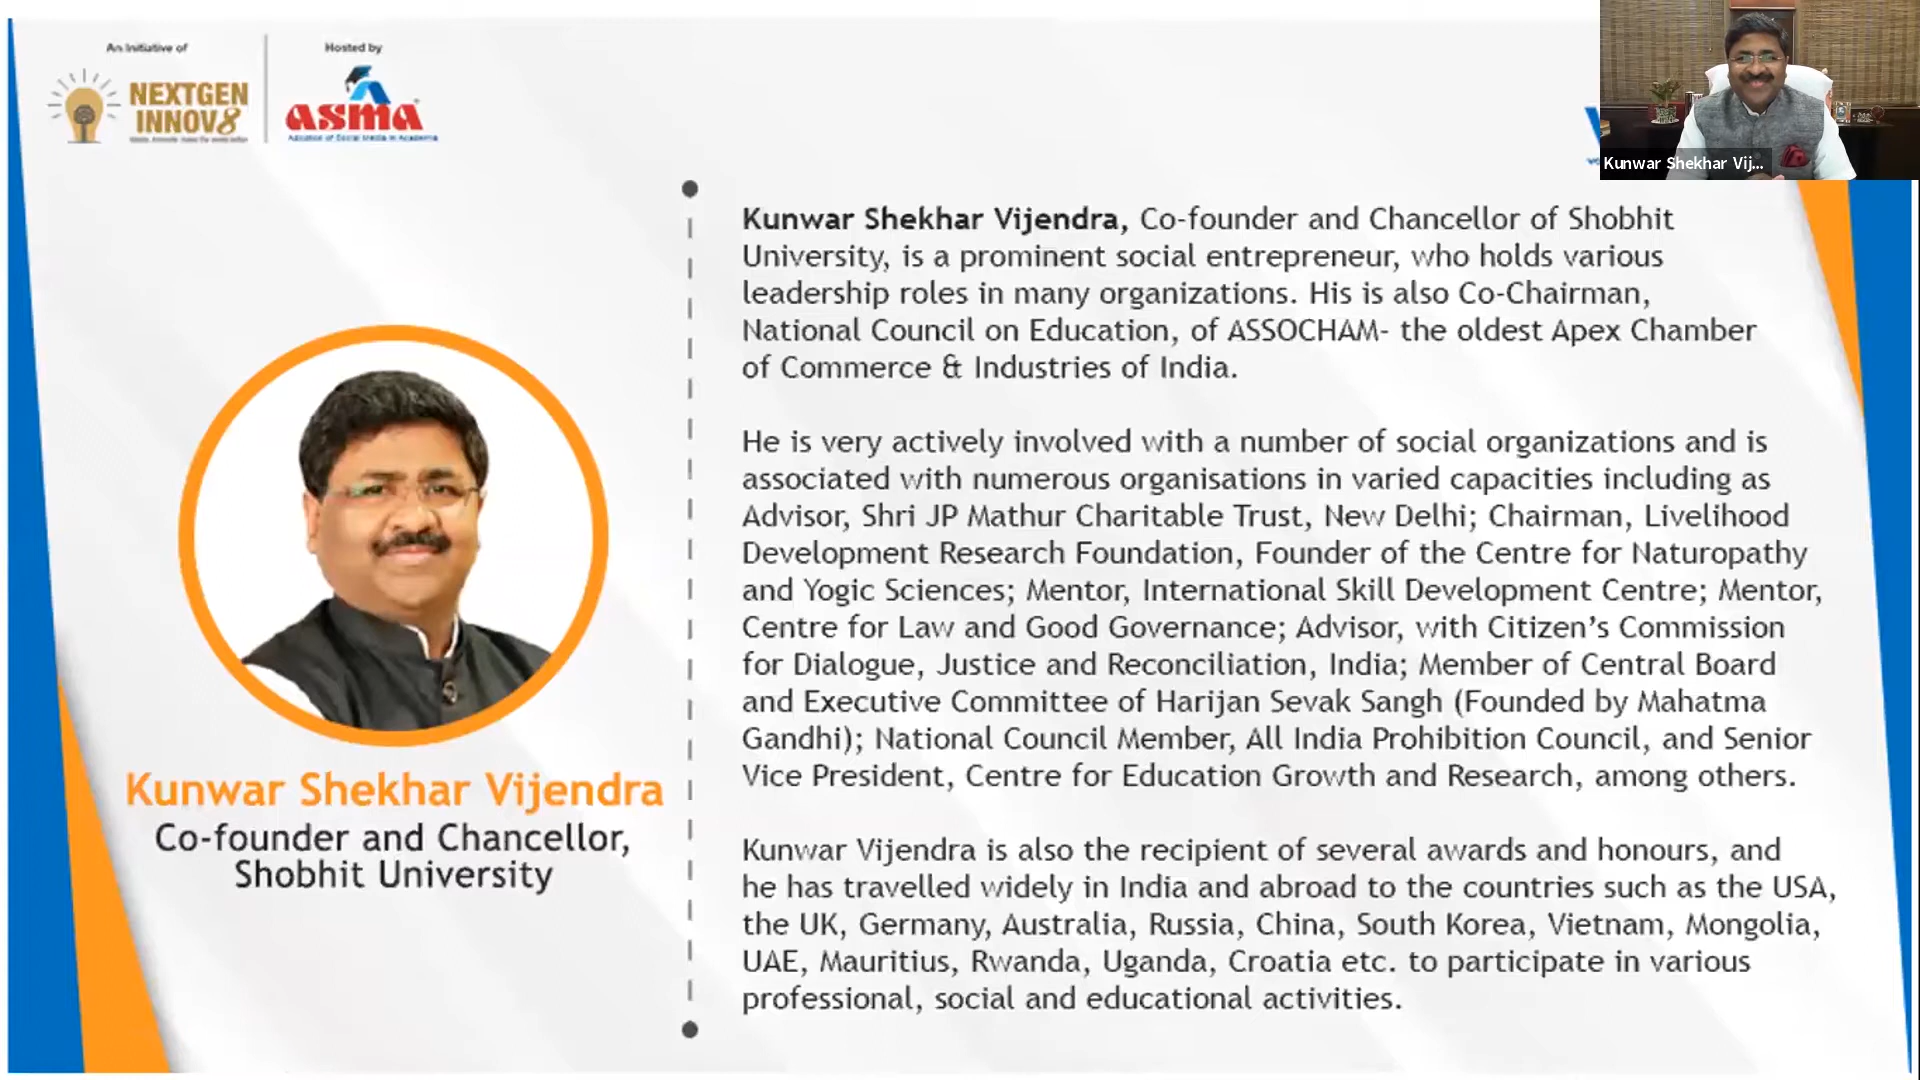 An Initiative of
NEXTGEN
INNOV8
Hosted by
asma
Adoption of Social Media in Academia
Kunwar Shekhar Vij...
Kunwar Shekhar Vijendra, Co-founder and Chancellor of Shobhit
University, is a prominent social entrepreneur, who holds various
leadership roles in many organizations. His is also Co-Chairman,
National Council on Education, of ASSOCHAM- the oldest Apex Chamber
of Commerce & Industries of India.
He is very actively involved with a number of social organizations and is
associated with numerous organisations in varied capacities including as
Advisor, Shri JP Mathur Charitable Trust, New Delhi; Chairman, Livelihood
Development Research Foundation, Founder of the Centre for Naturopathy
and Yogic Sciences; Mentor, International Skill Development Centre; Mentor,
Centre for Law and Good Governance; Advisor, with Citizen’s Commission
for Dialogue, Justice and Reconciliation, India; Member of Central Board
and Executive Committee of Harijan Sevak Sangh (Founded by Mahatma
Gandhi); National Council Member, All India Prohibition Council, and Senior
Vice President, Centre for Education Growth and Research, among others.
Kunwar Vijendra is also the recipient of several awards and honours, and
he has travelled widely in India and abroad to the countries such as the USA,
the UK, Germany, Australia, Russia, China, South Korea, Vietnam, Mongolia,
UAE, Mauritius, Rwanda, Uganda, Croatia etc. to participate in various
professional, social and educational activities.
Kunwar Shekhar Vijendra
Co-founder and Chancellor,
Shobhit University